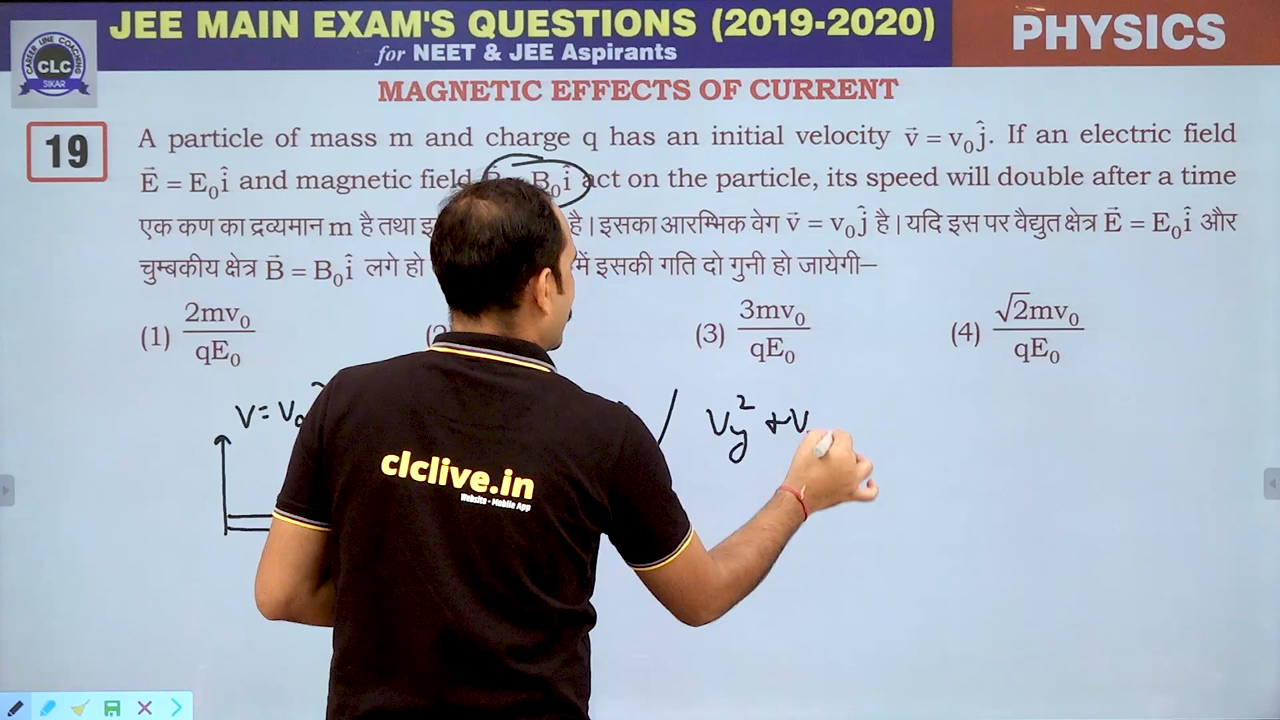 JEE MAIN EXAM'S QUESTIONS (2019-2020)
for NEET & JEE Aspirants
PHYSICS
CAREER LINE COACHING
CLC
SIKAR
MAGNETIC EFFECTS OF CURRENT
19
A particle of mass m and charge q has an initial velocity v⃗ = v₀ĵ. If an electric field
E⃗ = E₀î and magnetic field B₀î act on the particle, its speed will double after a time
एक कण का द्रव्यमान m है तथा है। इसका आरम्भिक वेग v⃗ = v₀ĵ है। यदि इस पर वैद्युत क्षेत्र E⃗ = E₀î और
चुम्बकीय क्षेत्र B⃗ = B₀î लगे हो में इसकी गति दो गुनी हो जायेगी–
(1) 2mv₀/qE₀ (3) 3mv₀/qE₀ (4) √2mv₀/qE₀
V = V₀
Vy² + V
clclive.in
Website - Mobile App